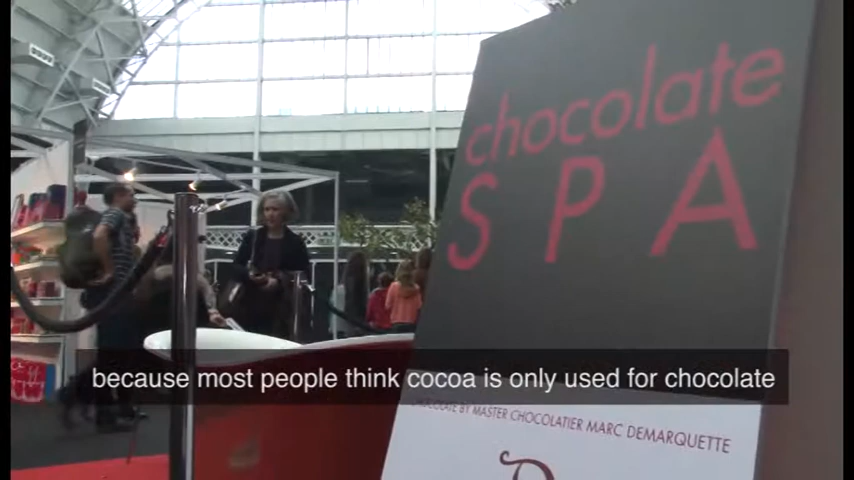 chocolate
SPA
because most people think cocoa is only used for chocolate
CHOCOLATE BY MASTER CHOCOLATIER MARC DEMARQUETTE